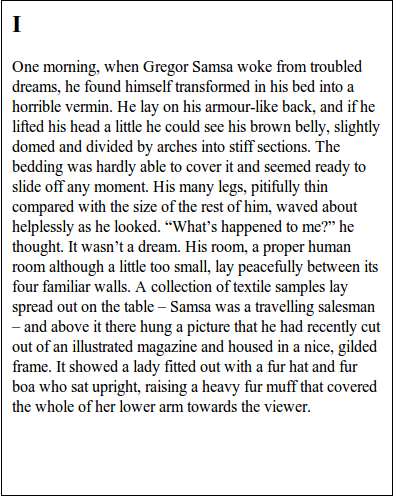 I
One morning, when Gregor Samsa woke from troubled
dreams, he found himself transformed in his bed into a
horrible vermin. He lay on his armour-like back, and if he
lifted his head a little he could see his brown belly, slightly
domed and divided by arches into stiff sections. The
bedding was hardly able to cover it and seemed ready to
slide off any moment. His many legs, pitifully thin
compared with the size of the rest of him, waved about
helplessly as he looked. “What’s happened to me?” he
thought. It wasn’t a dream. His room, a proper human
room although a little too small, lay peacefully between its
four familiar walls. A collection of textile samples lay
spread out on the table – Samsa was a travelling salesman
– and above it there hung a picture that he had recently cut
out of an illustrated magazine and housed in a nice, gilded
frame. It showed a lady fitted out with a fur hat and fur
boa who sat upright, raising a heavy fur muff that covered
the whole of her lower arm towards the viewer.